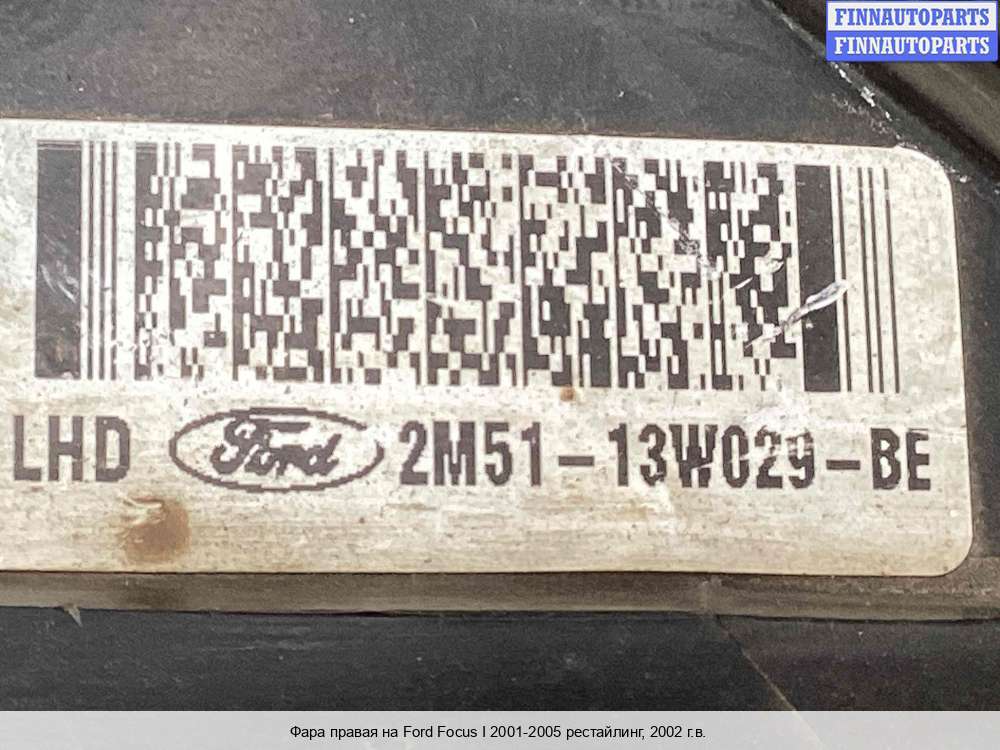 FINNAUTOPARTS
FINNAUTOPARTS
LHD Ford 2M51-13W029-BE
Фара правая на Ford Focus I 2001-2005 рестайлинг, 2002 г.в.